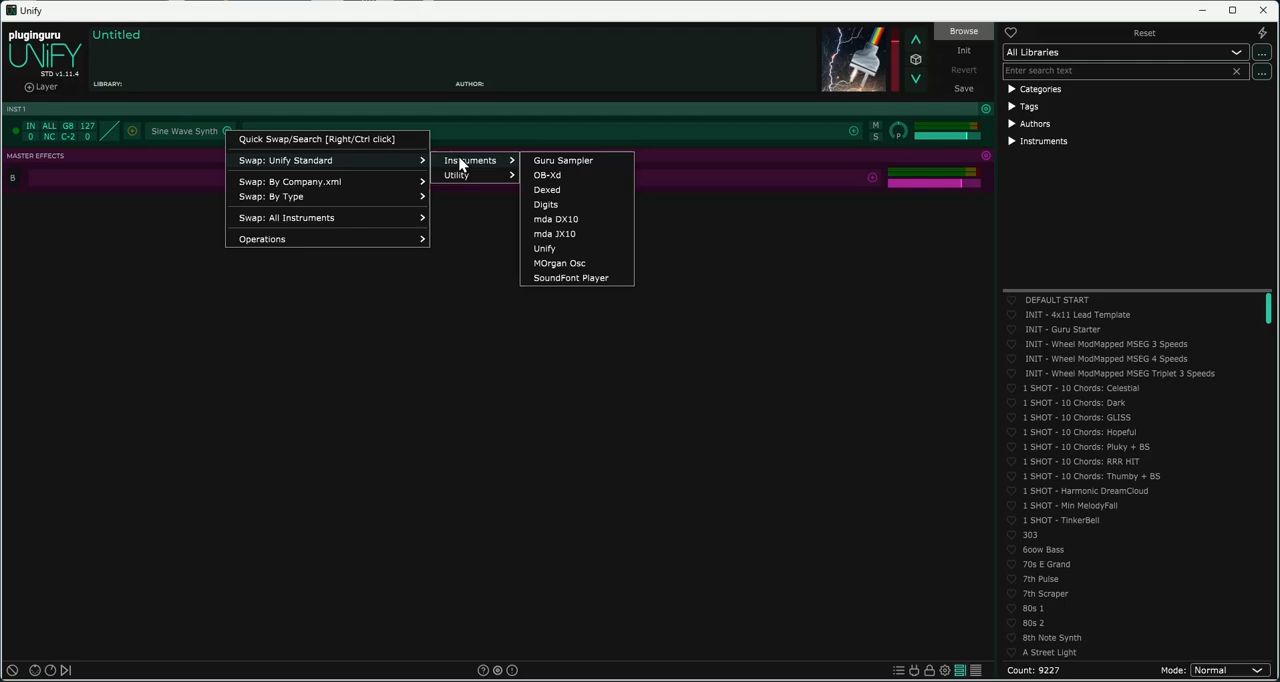 Unify
pluginguru
UNIFY
STD v1.11.4
Layer
Untitled
LIBRARY:
AUTHOR:
Browse
Init
Revert
Save
INST 1
IN ALL G8 127
0 NC C-2 0
Sine Wave Synth
M
S
P
MASTER EFFECTS
B
Quick Swap/Search [Right/Ctrl click]
Swap: Unify Standard
Swap: By Company.xml
Swap: By Type
Swap: All Instruments
Operations
Instruments
Utility
Guru Sampler
OB-Xd
Dexed
Digits
mda DX10
mda JX10
Unify
MOrgan Osc
SoundFont Player
Reset
All Libraries
...
Enter search text
...
Categories
Tags
Authors
Instruments
DEFAULT START
INIT - 4x11 Lead Template
INIT - Guru Starter
INIT - Wheel ModMapped MSEG 3 Speeds
INIT - Wheel ModMapped MSEG 4 Speeds
INIT - Wheel ModMapped MSEG Triplet 3 Speeds
1 SHOT - 10 Chords: Celestial
1 SHOT - 10 Chords: Dark
1 SHOT - 10 Chords: GLISS
1 SHOT - 10 Chords: Hopeful
1 SHOT - 10 Chords: Pluky + BS
1 SHOT - 10 Chords: RRR HIT
1 SHOT - 10 Chords: Thumby + BS
1 SHOT - Harmonic DreamCloud
1 SHOT - Min MelodyFall
1 SHOT - TinkerBell
303
6oow Bass
70s E Grand
7th Pulse
7th Scraper
80s 1
80s 2
8th Note Synth
A Street Light
Count: 9227
Mode: Normal